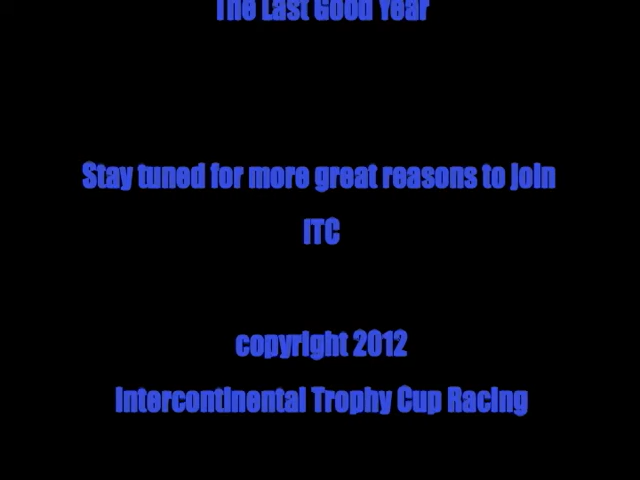 The Last Good Year
Stay tuned for more great reasons to join
ITC
copyright 2012
Intercontinental Trophy Cup Racing